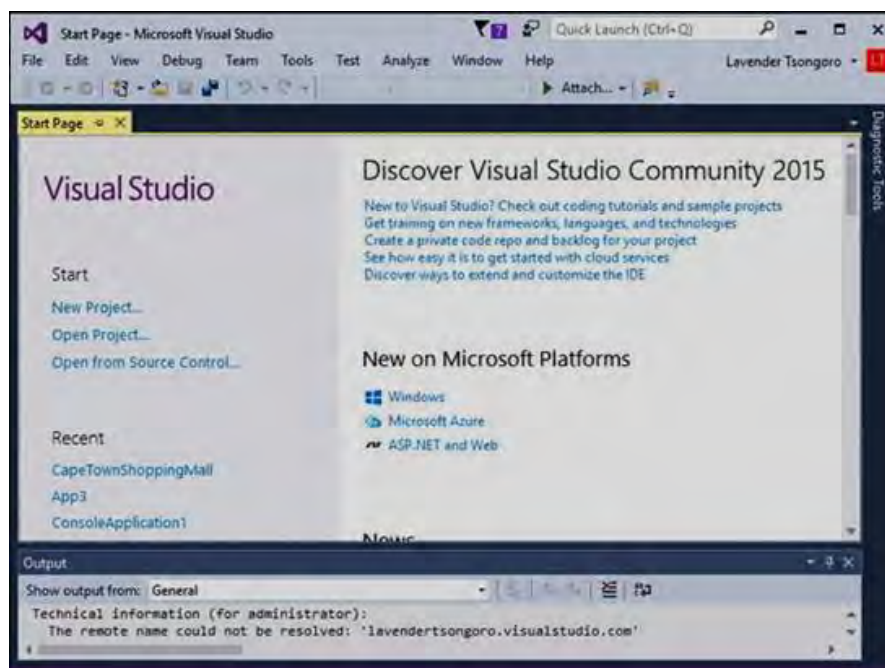 Start Page - Microsoft Visual Studio
Quick Launch (Ctrl+Q)
File Edit View Debug Team Tools Test Analyze Window Help
Lavender Tsongoro
LT
Attach...
Start Page
Diagnostic Tools
Visual Studio
Start
New Project...
Open Project...
Open from Source Control...
Recent
CapeTownShoppingMall
App3
ConsoleApplication1
Discover Visual Studio Community 2015
New to Visual Studio? Check out coding tutorials and sample projects
Get training on new frameworks, languages, and technologies
Create a private code repo and backlog for your project
See how easy it is to get started with cloud services
Discover ways to extend and customize the IDE
New on Microsoft Platforms
Windows
Microsoft Azure
ASP.NET and Web
News
Output
Show output from: General
Technical information (for administrator):
The remote name could not be resolved: 'lavendertsongoro.visualstudio.com'